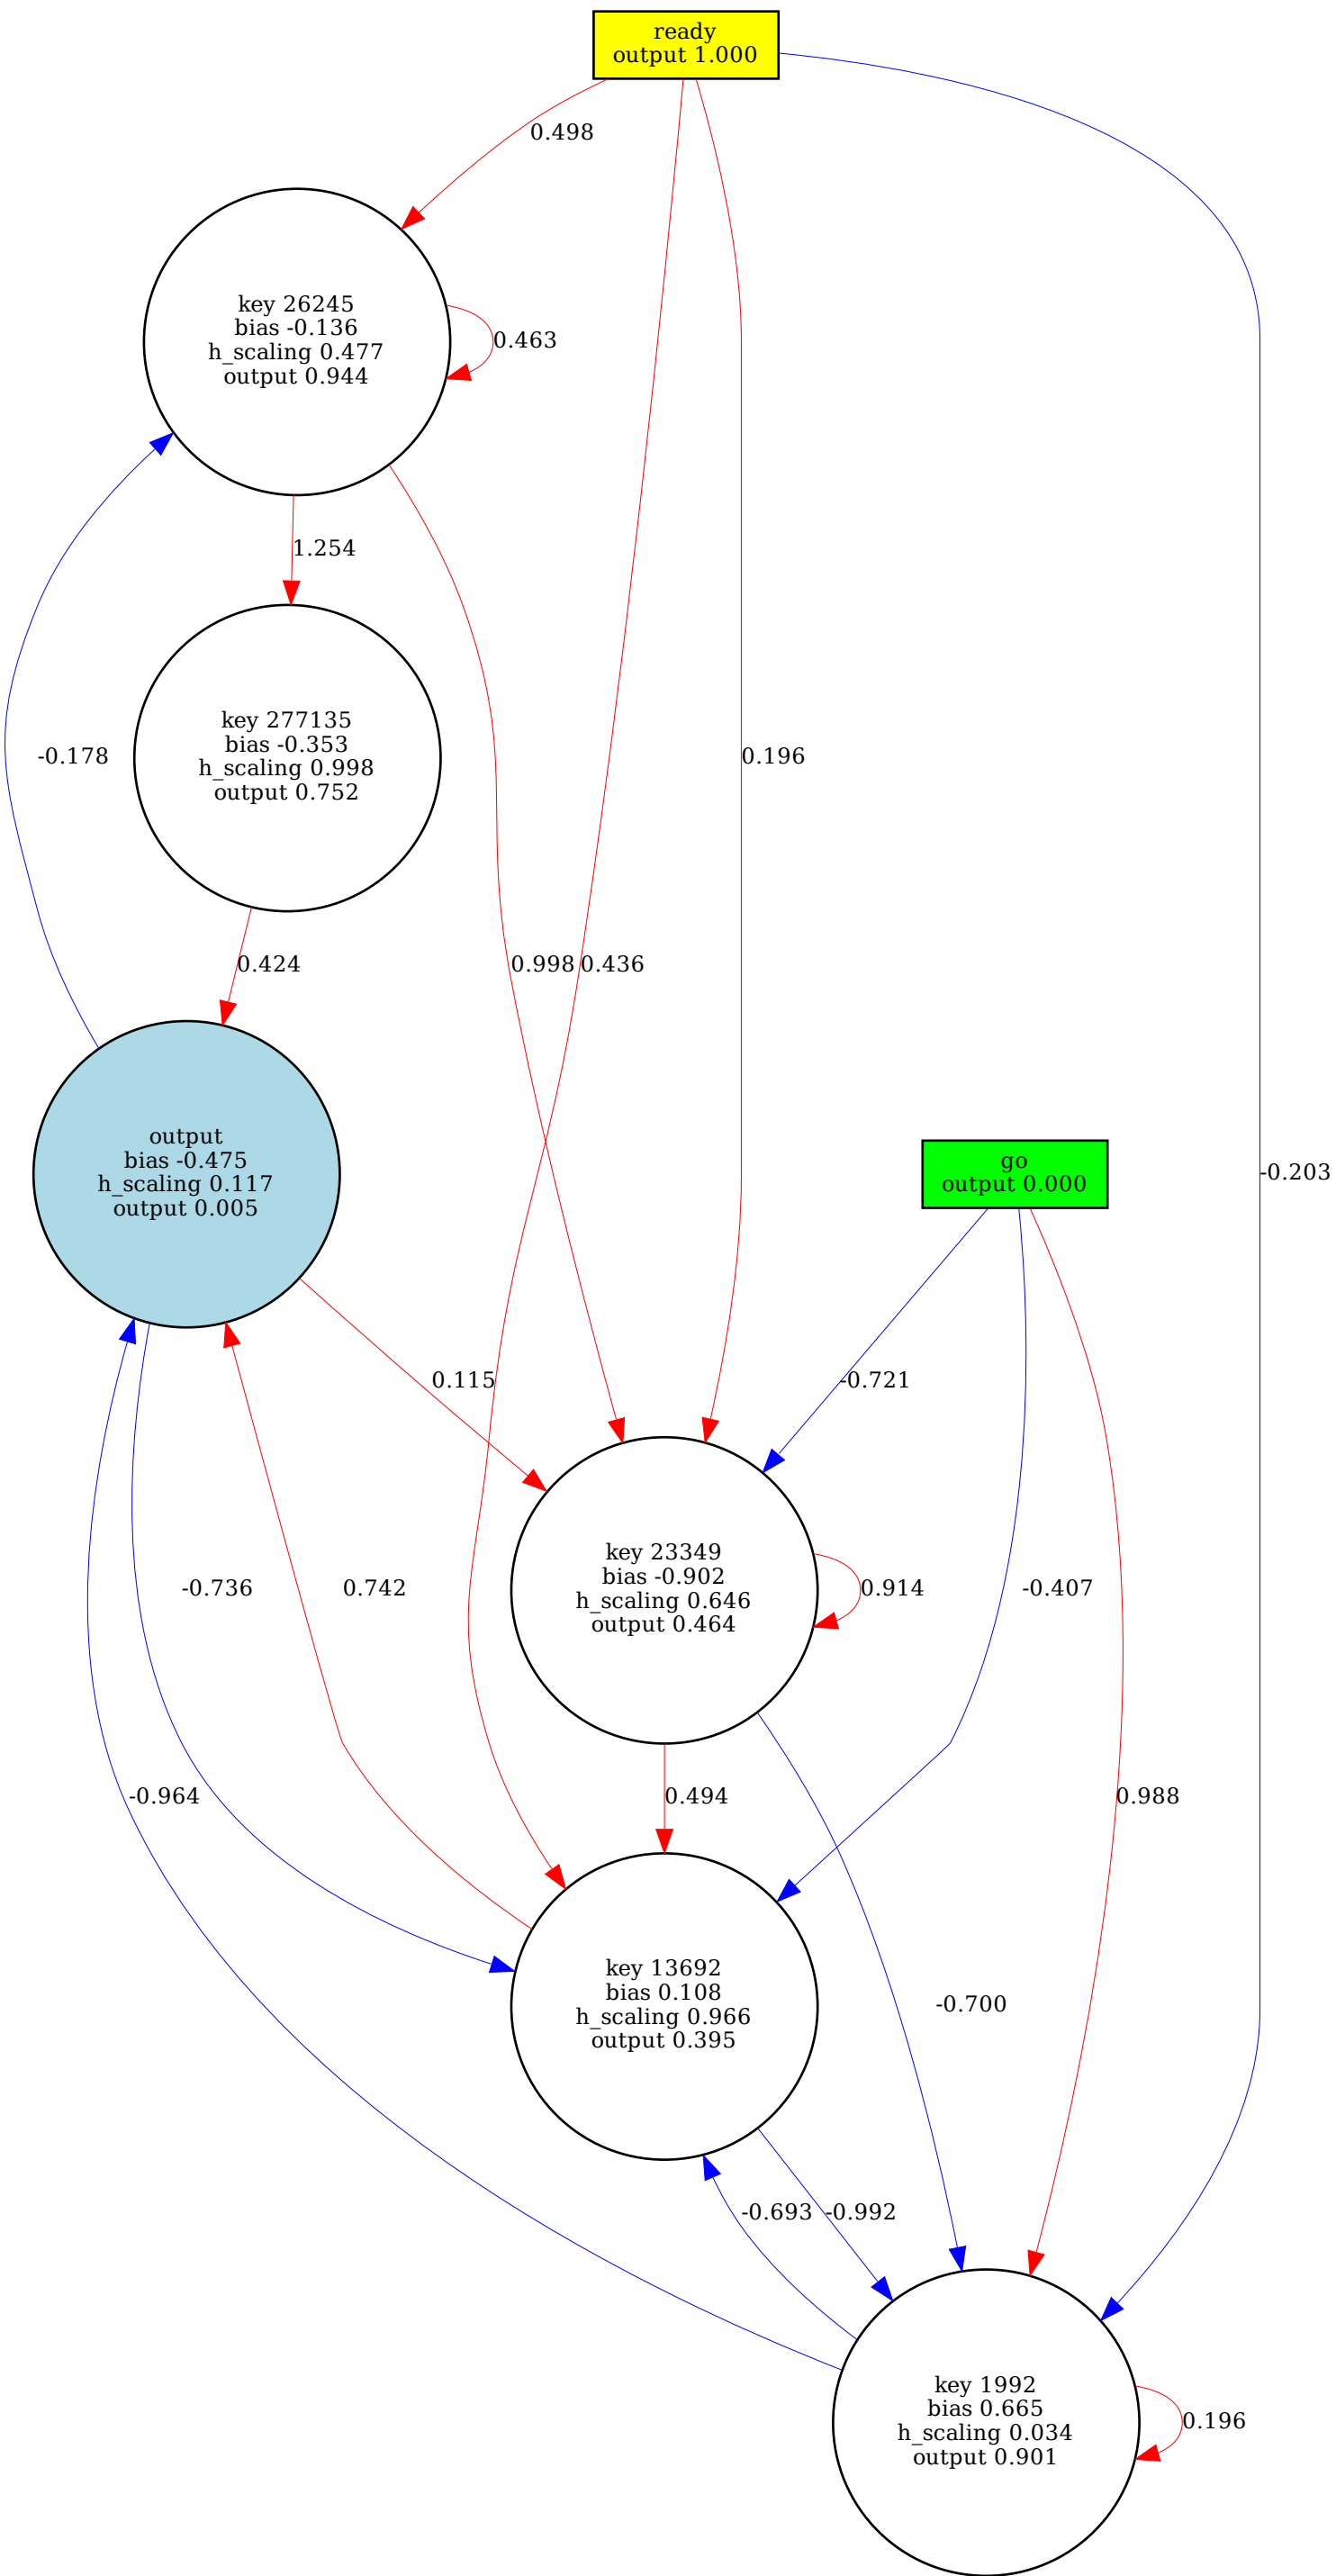 ready
output 1.000
0.498
key 26245
bias -0.136
h_scaling 0.477
output 0.944
0.463
1.254
key 277135
bias -0.353
h_scaling 0.998
output 0.752
-0.178
0.196
0.424
0.998
0.436
output
bias -0.475
h_scaling 0.117
output 0.005
go
output 0.000
-0.203
0.115
-0.721
key 23349
bias -0.902
h_scaling 0.646
output 0.464
-0.736
0.742
0.914
-0.407
-0.964
0.494
0.988
key 13692
bias 0.108
h_scaling 0.966
output 0.395
-0.700
-0.693
-0.992
key 1992
bias 0.665
h_scaling 0.034
output 0.901
0.196